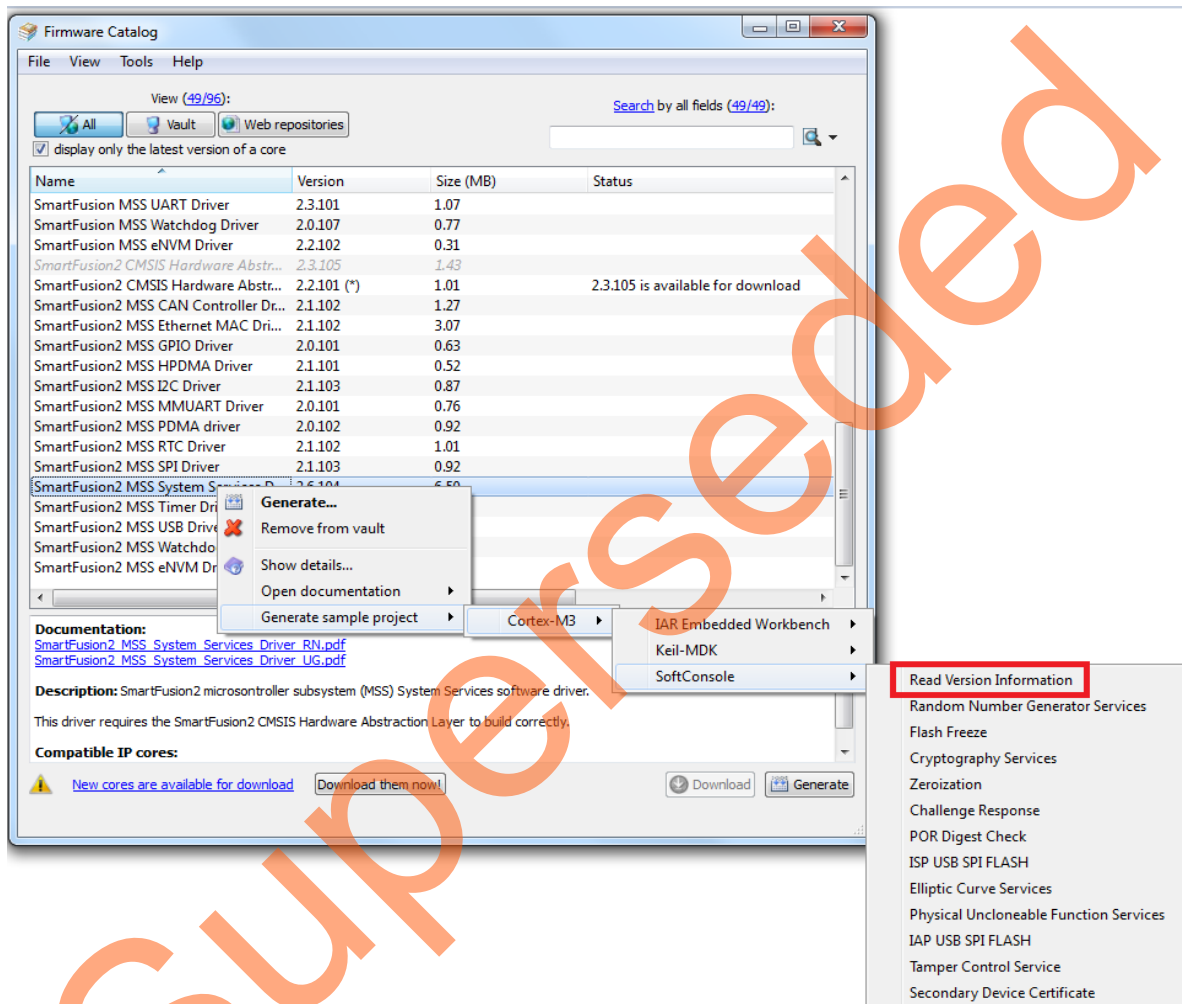 Firmware Catalog
File View Tools Help
View (49/96):
Search by all fields (49/49):
All Vault Web repositories
display only the latest version of a core
Name Version Size (MB) Status
SmartFusion MSS UART Driver 2.3.101 1.07
SmartFusion MSS Watchdog Driver 2.0.107 0.77
SmartFusion MSS eNVM Driver 2.2.102 0.31
SmartFusion2 CMSIS Hardware Abstr... 2.3.105 1.43
SmartFusion2 CMSIS Hardware Abstr... 2.2.101 (*) 1.01 2.3.105 is available for download
SmartFusion2 MSS CAN Controller Dr... 2.1.102 1.27
SmartFusion2 MSS Ethernet MAC Dri... 2.1.102 3.07
SmartFusion2 MSS GPIO Driver 2.0.101 0.63
SmartFusion2 MSS HPDMA Driver 2.1.101 0.52
SmartFusion2 MSS I2C Driver 2.1.103 0.87
SmartFusion2 MSS MMUART Driver 2.0.101 0.76
SmartFusion2 MSS PDMA driver 2.0.102 0.92
SmartFusion2 MSS RTC Driver 2.1.102 1.01
SmartFusion2 MSS SPI Driver 2.1.103 0.92
SmartFusion2 MSS System
SmartFusion2 MSS Timer Dri
SmartFusion2 MSS USB Drive
SmartFusion2 MSS Watchdo
SmartFusion2 MSS eNVM Dr
Generate...
Remove from vault
Show details...
Open documentation
Generate sample project
Cortex-M3
IAR Embedded Workbench
Keil-MDK
SoftConsole
Read Version Information
Random Number Generator Services
Flash Freeze
Cryptography Services
Zeroization
Challenge Response
POR Digest Check
ISP USB SPI FLASH
Elliptic Curve Services
Physical Uncloneable Function Services
IAP USB SPI FLASH
Tamper Control Service
Secondary Device Certificate
Documentation:
SmartFusion2_MSS_System_Services_Driver_RN.pdf
SmartFusion2_MSS_System_Services_Driver_UG.pdf
Description: SmartFusion2 microsontroller subsystem (MSS) System Services software driver.
This driver requires the SmartFusion2 CMSIS Hardware Abstraction Layer to build correctly.
Compatible IP cores:
New cores are available for download Download them now! Download Generate
Superseded